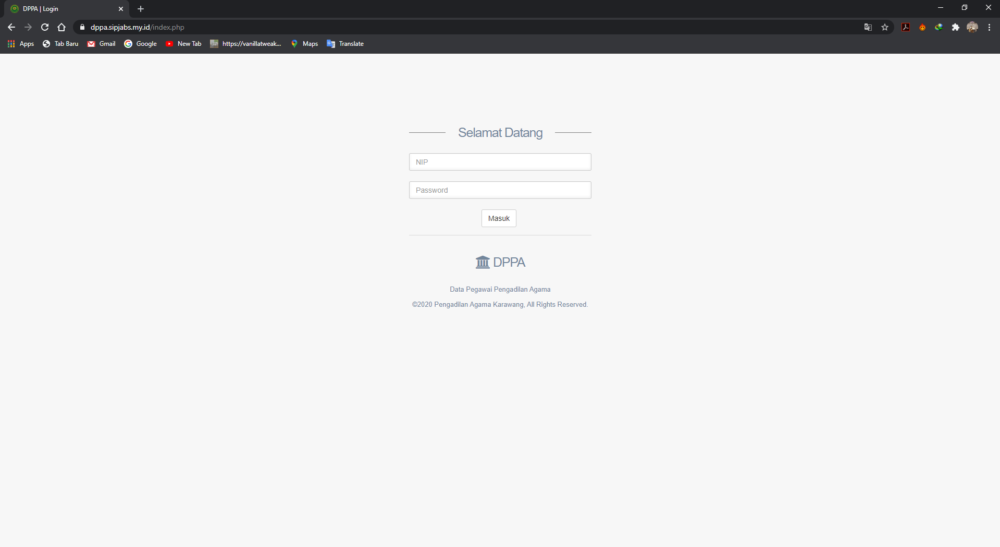 DPPA | Login
dppa.sipjabs.my.id/index.php
Apps Tab Baru Gmail Google New Tab https://vanillatweak... Maps Translate
Selamat Datang
NIP
Password
Masuk
DPPA
Data Pegawai Pengadilan Agama
©2020 Pengadilan Agama Karawang, All Rights Reserved.